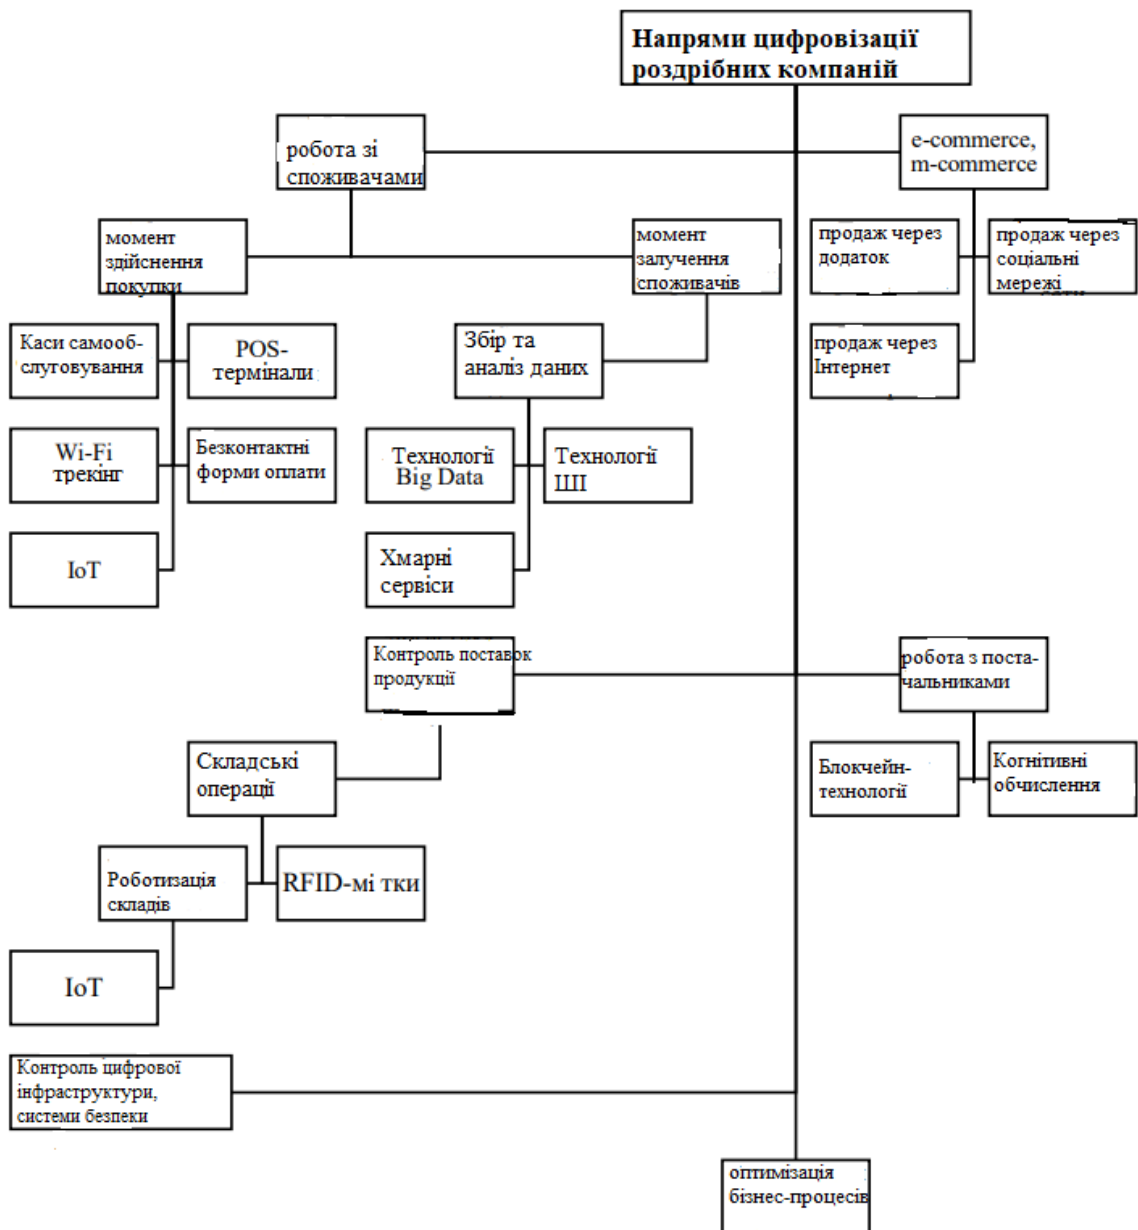 Напрями цифровізації
роздрібних компаній
робота зі
споживачами
e-commerce,
m-commerce
момент
здійснення
покупки
момент
залучення
споживачів
продаж через
додаток
продаж через
соціальні
мережі
Каси самооб-
слуговування
POS-
термінали
Збір та
аналіз даних
продаж через
Інтернет
Wi-Fi
трекінг
Безконтактні
форми оплати
Технології
Big Data
Технології
ШІ
IoT
Хмарні
сервіси
Контроль поставок
продукції
робота з поста-
чальниками
Складські
операції
Блокчейн-
технології
Когнітивні
обчислення
Роботизація
складів
RFID-мі тки
IoT
Контроль цифрової
інфраструктури,
системи безпеки
оптимізація
бізнес-процесів